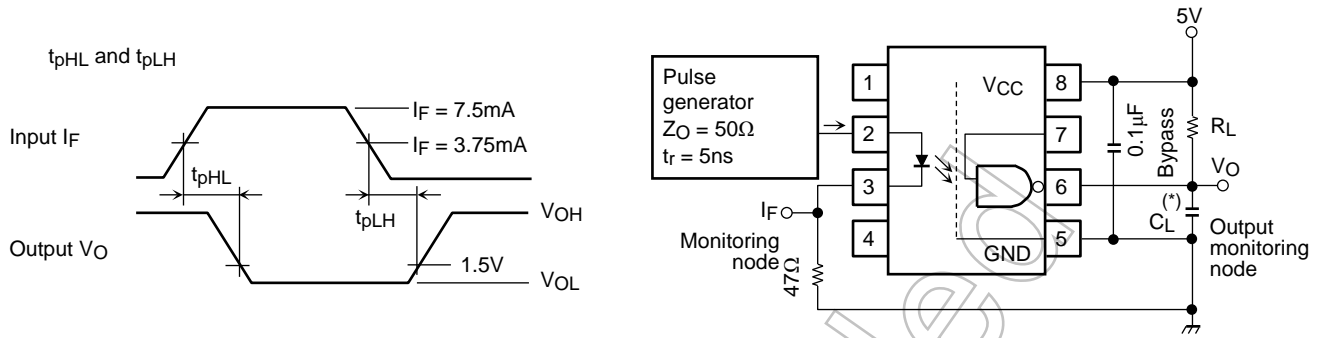 tpHL and tpLH
Input IF
IF = 7.5mA
IF = 3.75mA
tpHL
tpLH
Output VO
VOH
1.5V
VOL
Pulse
generator
ZO = 50Ω
tr = 5ns
IF
Monitoring
node
47Ω
1
2
3
4
VCC
GND
8
7
6
5
5V
0.1μF
Bypass
RL
VO
(*)
CL
Output
monitoring
node